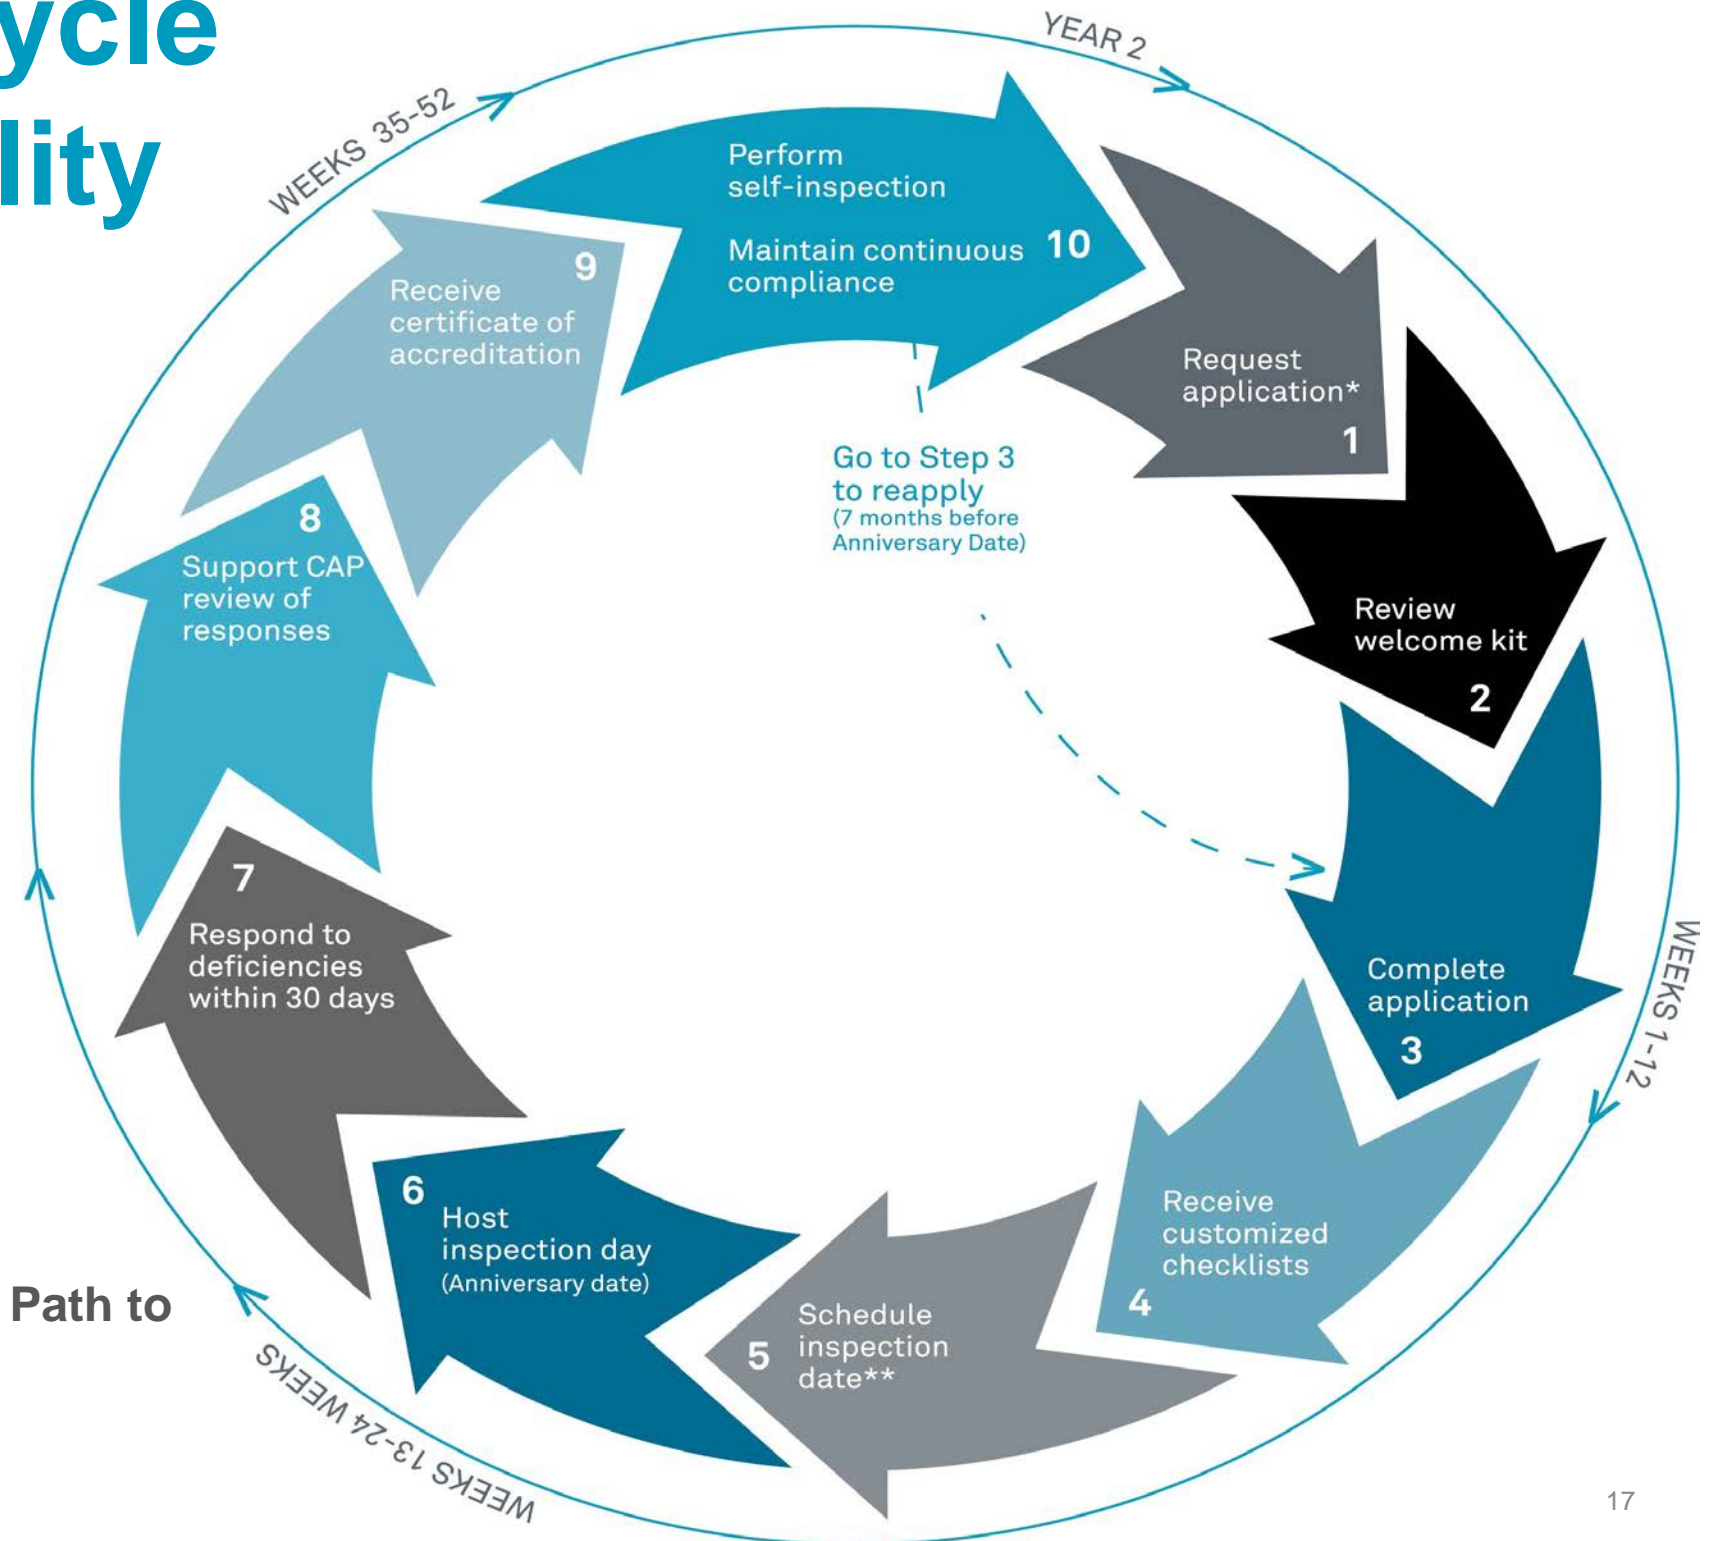 ycle
lity
YEAR 2
WEEKS 35-52
Perform
self-inspection
Maintain continuous
compliance
10
Request
application*
1
Review
welcome kit
2
Complete
application
3
WEEKS 1-12
Receive
customized
checklists
4
Schedule
inspection
date**
5
6
Host
inspection day
(Anniversary date)
WEEKS 13-24 WEEKS
7
Respond to
deficiencies
within 30 days
8
Support CAP
review of
responses
9
Receive
certificate of
accreditation
Go to Step 3
to reapply
(7 months before
Anniversary Date)
Path to
17